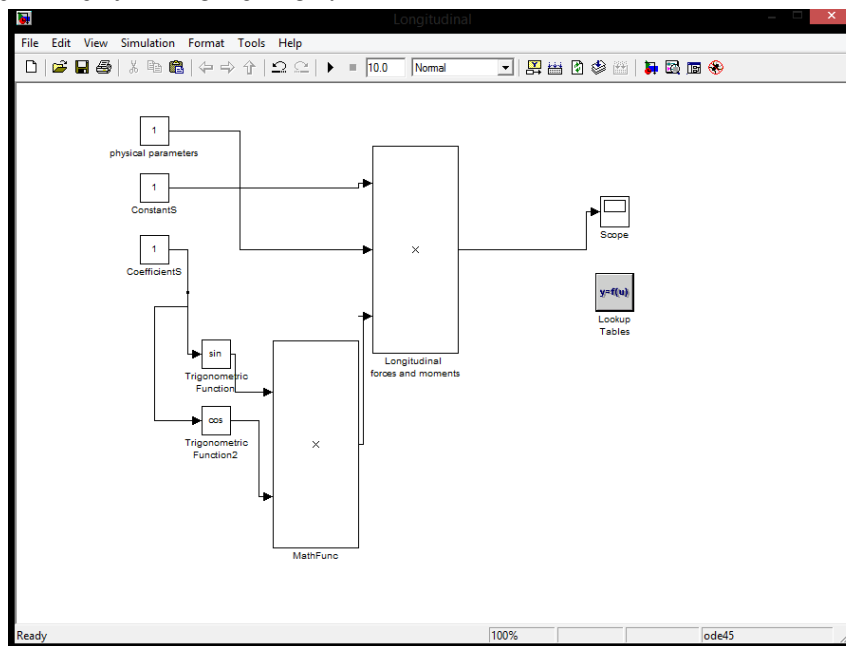 Longitudinal
File Edit View Simulation Format Tools Help
10.0 Normal
1
physical parameters
1
ConstantS
1
CoefficientS
sin
Trigonometric
Function
cos
Trigonometric
Function2
×
MathFunc
×
Longitudinal
forces and moments
Scope
y=f(u)
Lookup
Tables
Ready 100% ode45